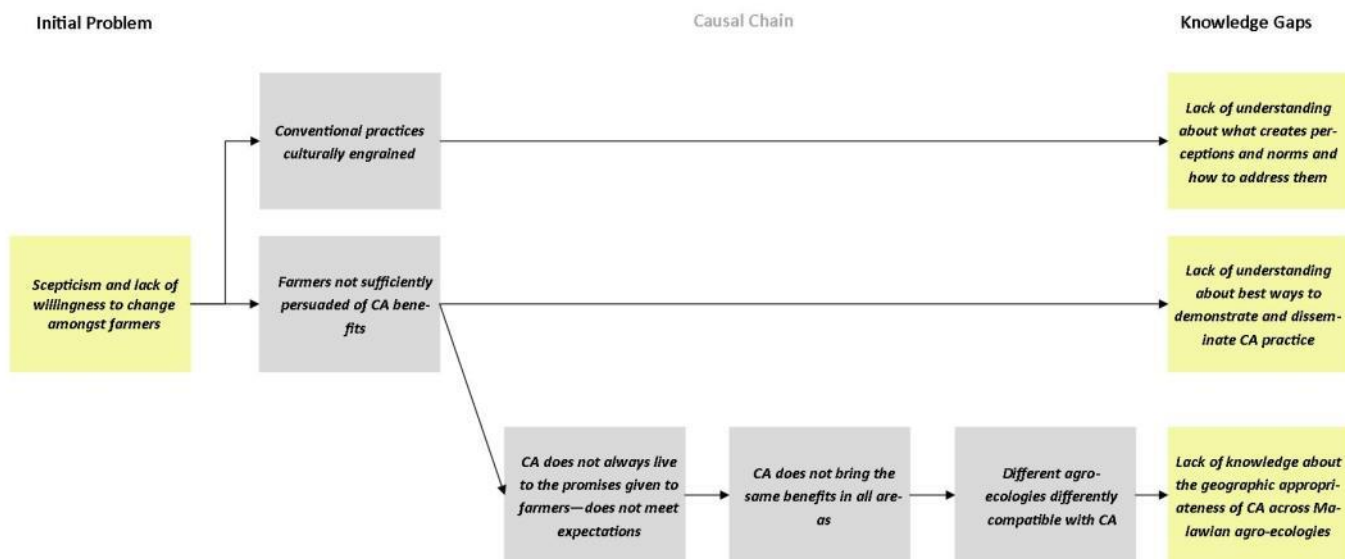 Initial Problem
Causal Chain
Knowledge Gaps
Conventional practices
culturally engrained
Lack of understanding
about what creates per-
ceptions and norms and
how to address them
Scepticism and lack of
willingness to change
amongst farmers
Farmers not sufficiently
persuaded of CA bene-
fits
Lack of understanding
about best ways to
demonstrate and dissem-
inate CA practice
CA does not always live
to the promises given to
farmers—does not meet
expectations
CA does not bring the
same benefits in all are-
as
Different agro-
ecologies differently
compatible with CA
Lack of knowledge about
the geographic appropri-
ateness of CA across Ma-
lawian agro-ecologies